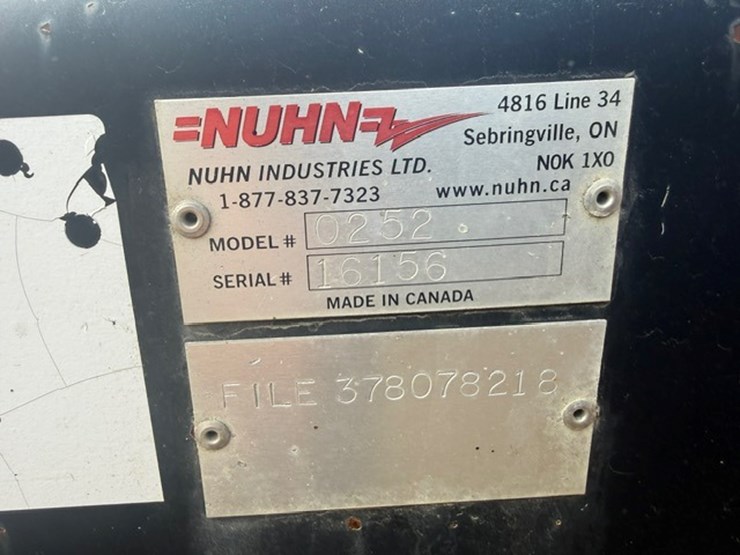 NUHN
4816 Line 34
Sebringville, ON
NUHN INDUSTRIES LTD.
N0K 1X0
1-877-837-7323
www.nuhn.ca
MODEL # 0252
SERIAL # 16156
MADE IN CANADA
FILE 378078218